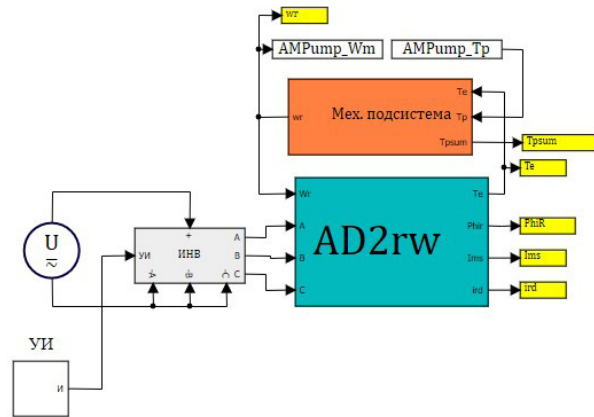 wr
AMPump_Wm
AMPump_Tp
Te
wr
Мех. подсистема
Tp
Tpsum
Tpsum
Te
Wr
Te
U
+
A
A
Phir
PhiR
AD2rw
УИ
ИНВ
B
B
Ims
Ims
C
C
ird
ird
УИ
И